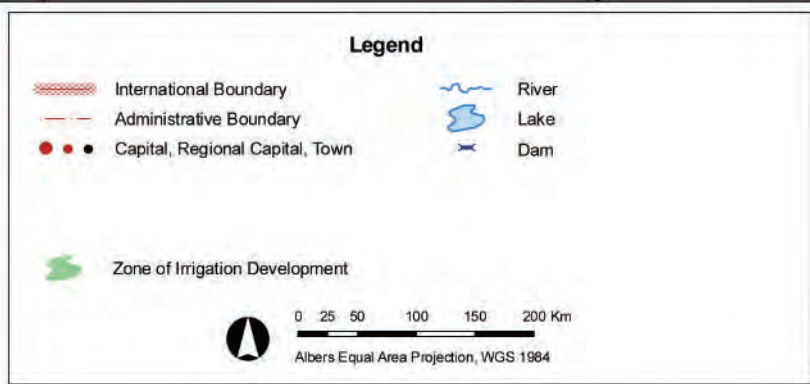 Legend
International Boundary
Administrative Boundary
Capital, Regional Capital, Town
River
Lake
Dam
Zone of Irrigation Development
0 25 50 100 150 200 Km
Albers Equal Area Projection, WGS 1984